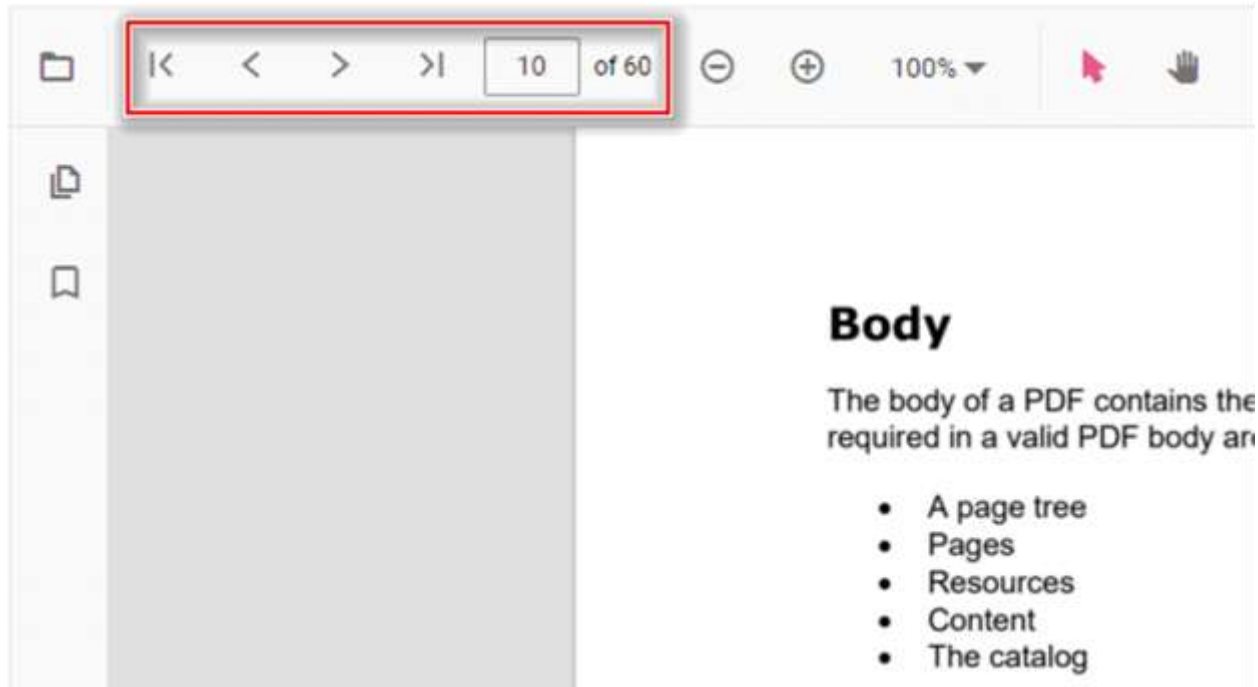 10 of 60 100%
Body
The body of a PDF contains the
required in a valid PDF body are
• A page tree
• Pages
• Resources
• Content
• The catalog